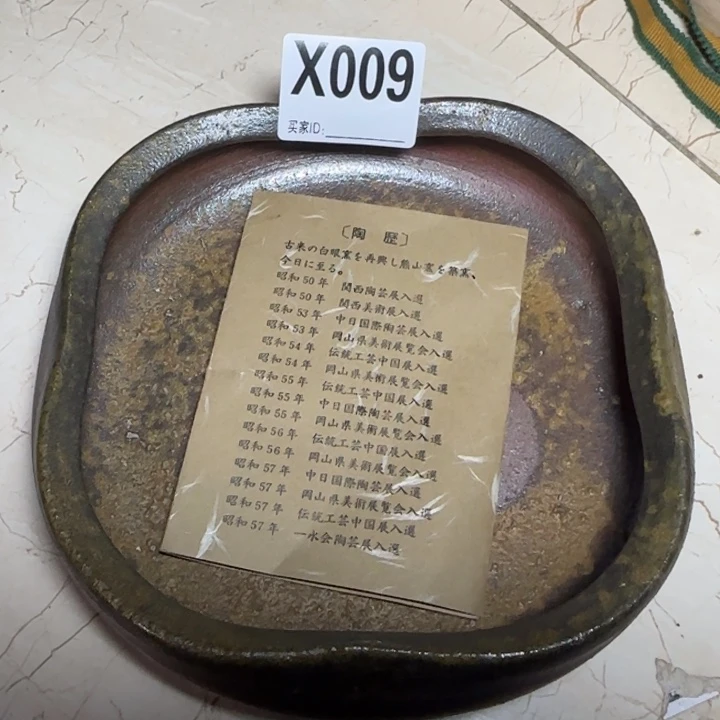 X009
买家ID:
〔陶 歴〕
古来の白眼窯を再興し熊山窯を築窯、
今日に至る。
昭和50年 関西陶芸展入選
昭和50年 関西美術展入選
昭和53年 中日国際陶芸展入選
昭和53年 岡山県美術展覧会入選
昭和54年 伝統工芸中国展入選
昭和54年 岡山県美術展覧会入選
昭和55年 伝統工芸中国展入選
昭和55年 中日国際陶芸展入選
昭和55年 岡山県美術展覧会入選
昭和56年 伝統工芸中国展入選
昭和56年 岡山県美術展覧会入選
昭和57年 中日国際陶芸展入選
昭和57年 岡山県美術展覧会入選
昭和57年 伝統工芸中国展入選
昭和57年 一水会陶芸展入選